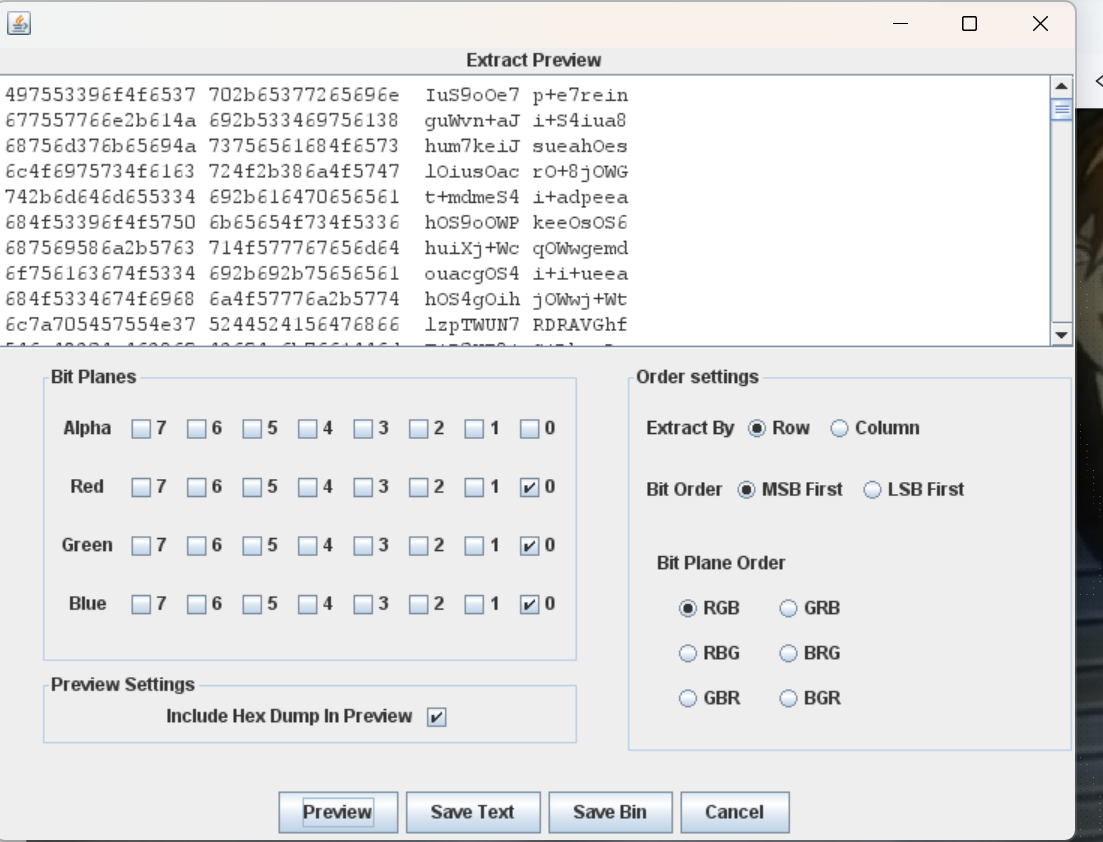 Extract Preview
497553396f4f6537 702b65377265696e IuS9oOe7 p+e7rein
677557766e2b614a 692b533469756138 guWvn+aJ i+S4iua8
68756d376b65694a 73756561684f6573 hum7keiJ sueahOes
6c4f6975734f6163 724f2b386a4f5747 lOiusOac rO+8jOWG
742b6d646d655334 692b616470656561 t+mdmeS4 i+adpeea
684f53396f4f5750 6b65654f734f5336 hOS9oOWP keeOsOS6
687569586a2b5763 714f577767656d64 huiXj+Wc qOWwgemd
6f756163674f5334 692b692b75656561 ouacgOS4 i+i+ueea
684f5334674f6968 6a4f57776a2b5774 hOS4gOih jOWwj+Wt
6c7a705457554e37 5244524156476866 lzpTWUN7 RDRAVGhf
Bit Planes
Alpha 7 6 5 4 3 2 1 0
Red 7 6 5 4 3 2 1 0
Green 7 6 5 4 3 2 1 0
Blue 7 6 5 4 3 2 1 0
Preview Settings
Include Hex Dump In Preview
Order settings
Extract By Row Column
Bit Order MSB First LSB First
Bit Plane Order
RGB GRB
RBG BRG
GBR BGR
Preview Save Text Save Bin Cancel